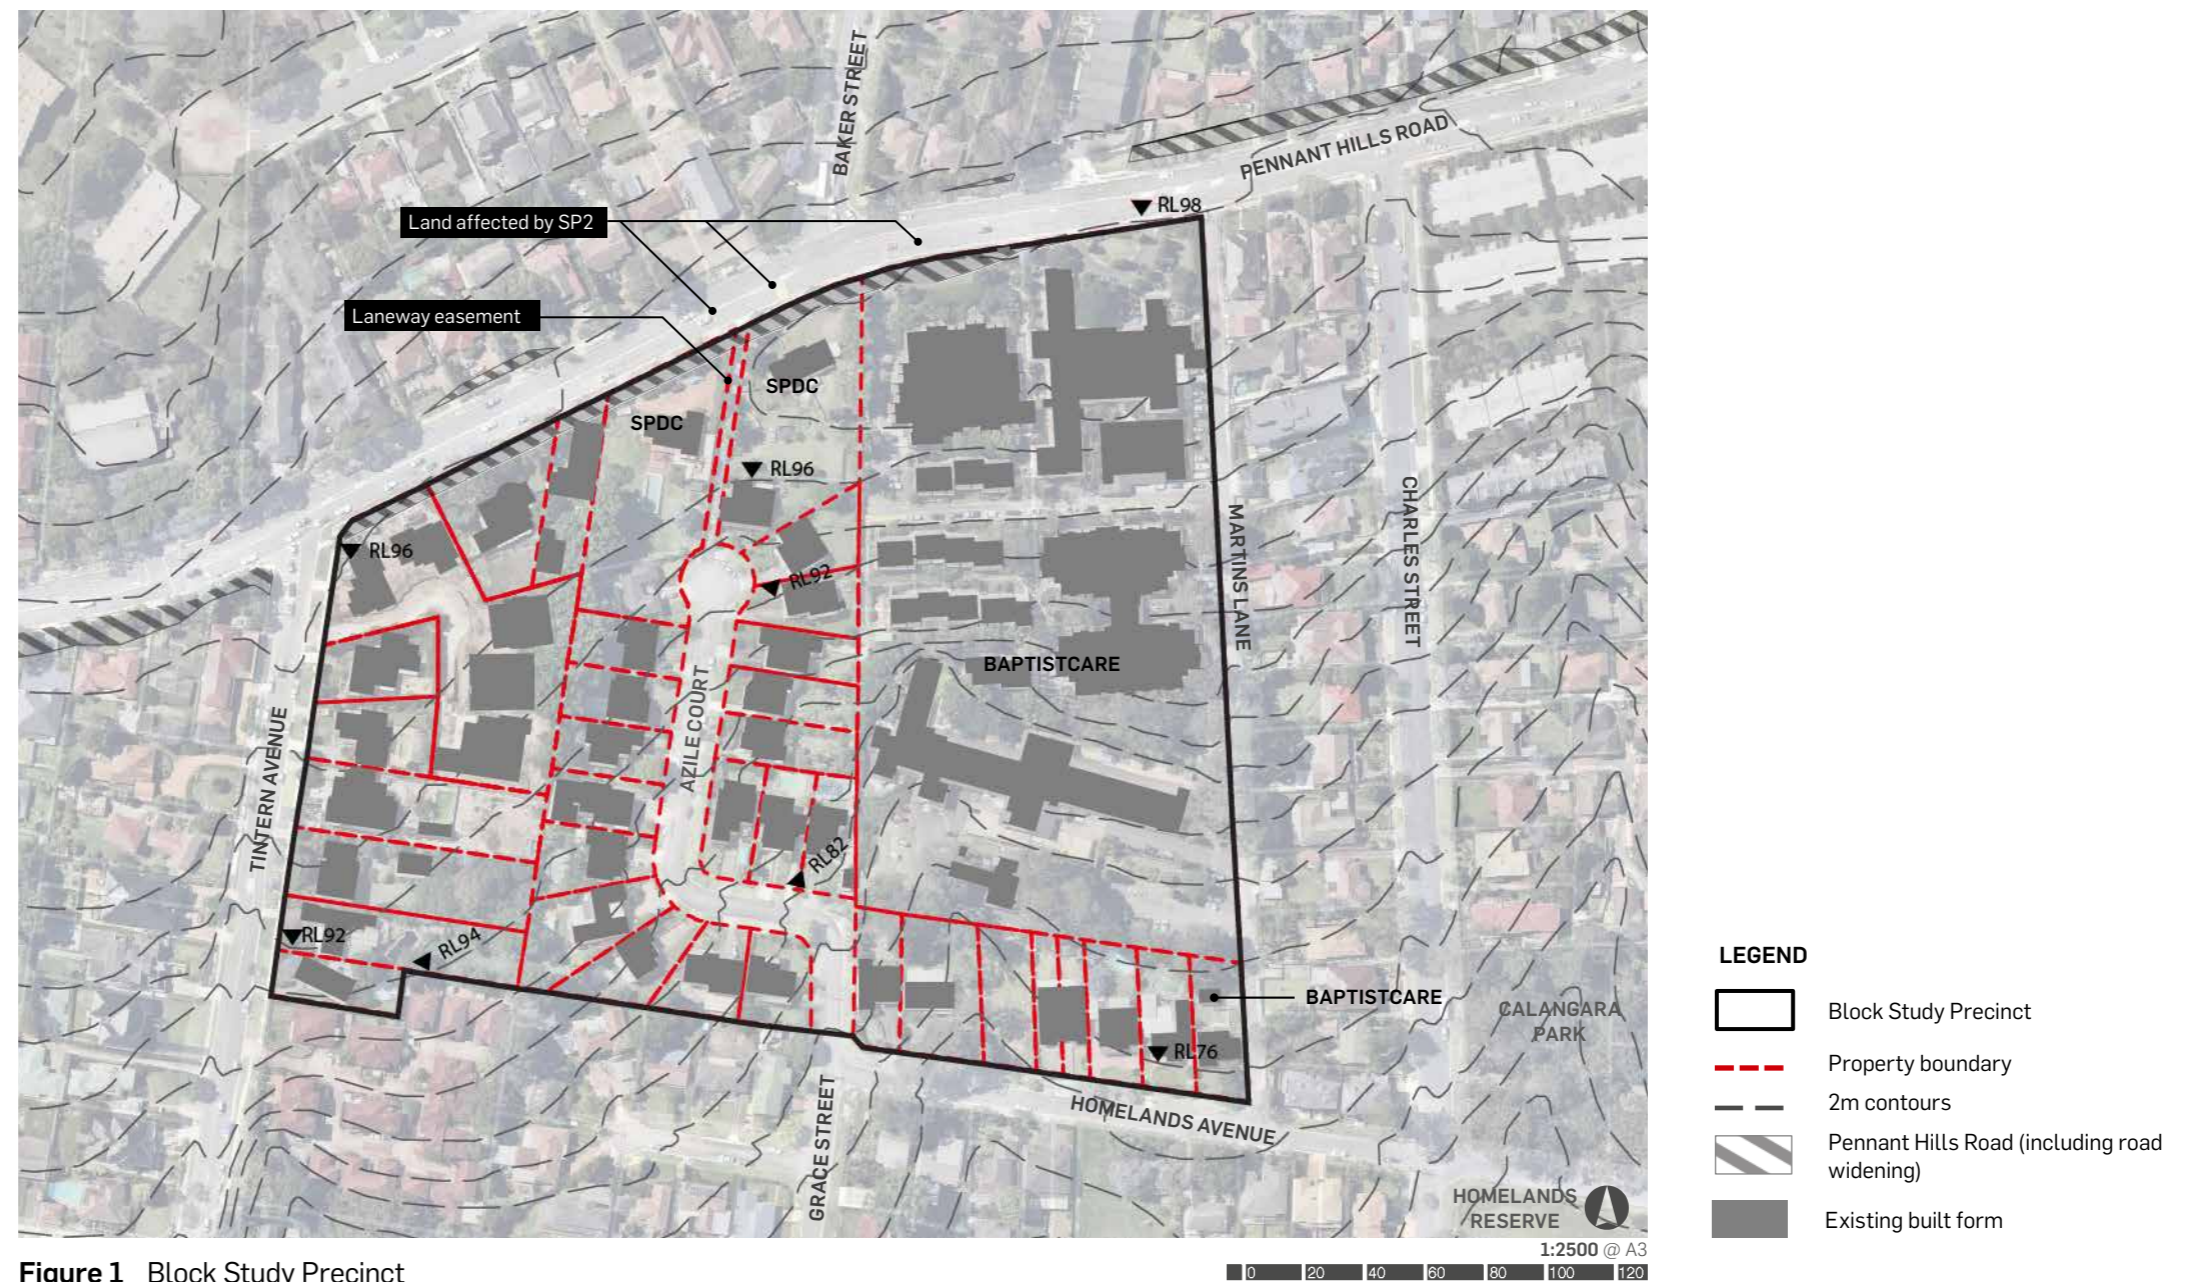 BAKER STREET
PENNANT HILLS ROAD
RL98
Land affected by SP2
Laneway easement
SPDC
SPDC
RL96
RL96
RL92
MARTINS LANE
CHARLES STREET
BAPTISTCARE
AZILE COURT
TINTERN AVENUE
RL82
RL92
RL94
BAPTISTCARE
CALANGARA
PARK
RL76
HOMELANDS AVENUE
GRACE STREET
HOMELANDS
RESERVE
1:2500 @ A3
0 20 40 60 80 100 120
LEGEND
Block Study Precinct
Property boundary
2m contours
Pennant Hills Road (including road
widening)
Existing built form
Figure 1 Block Study Precinct